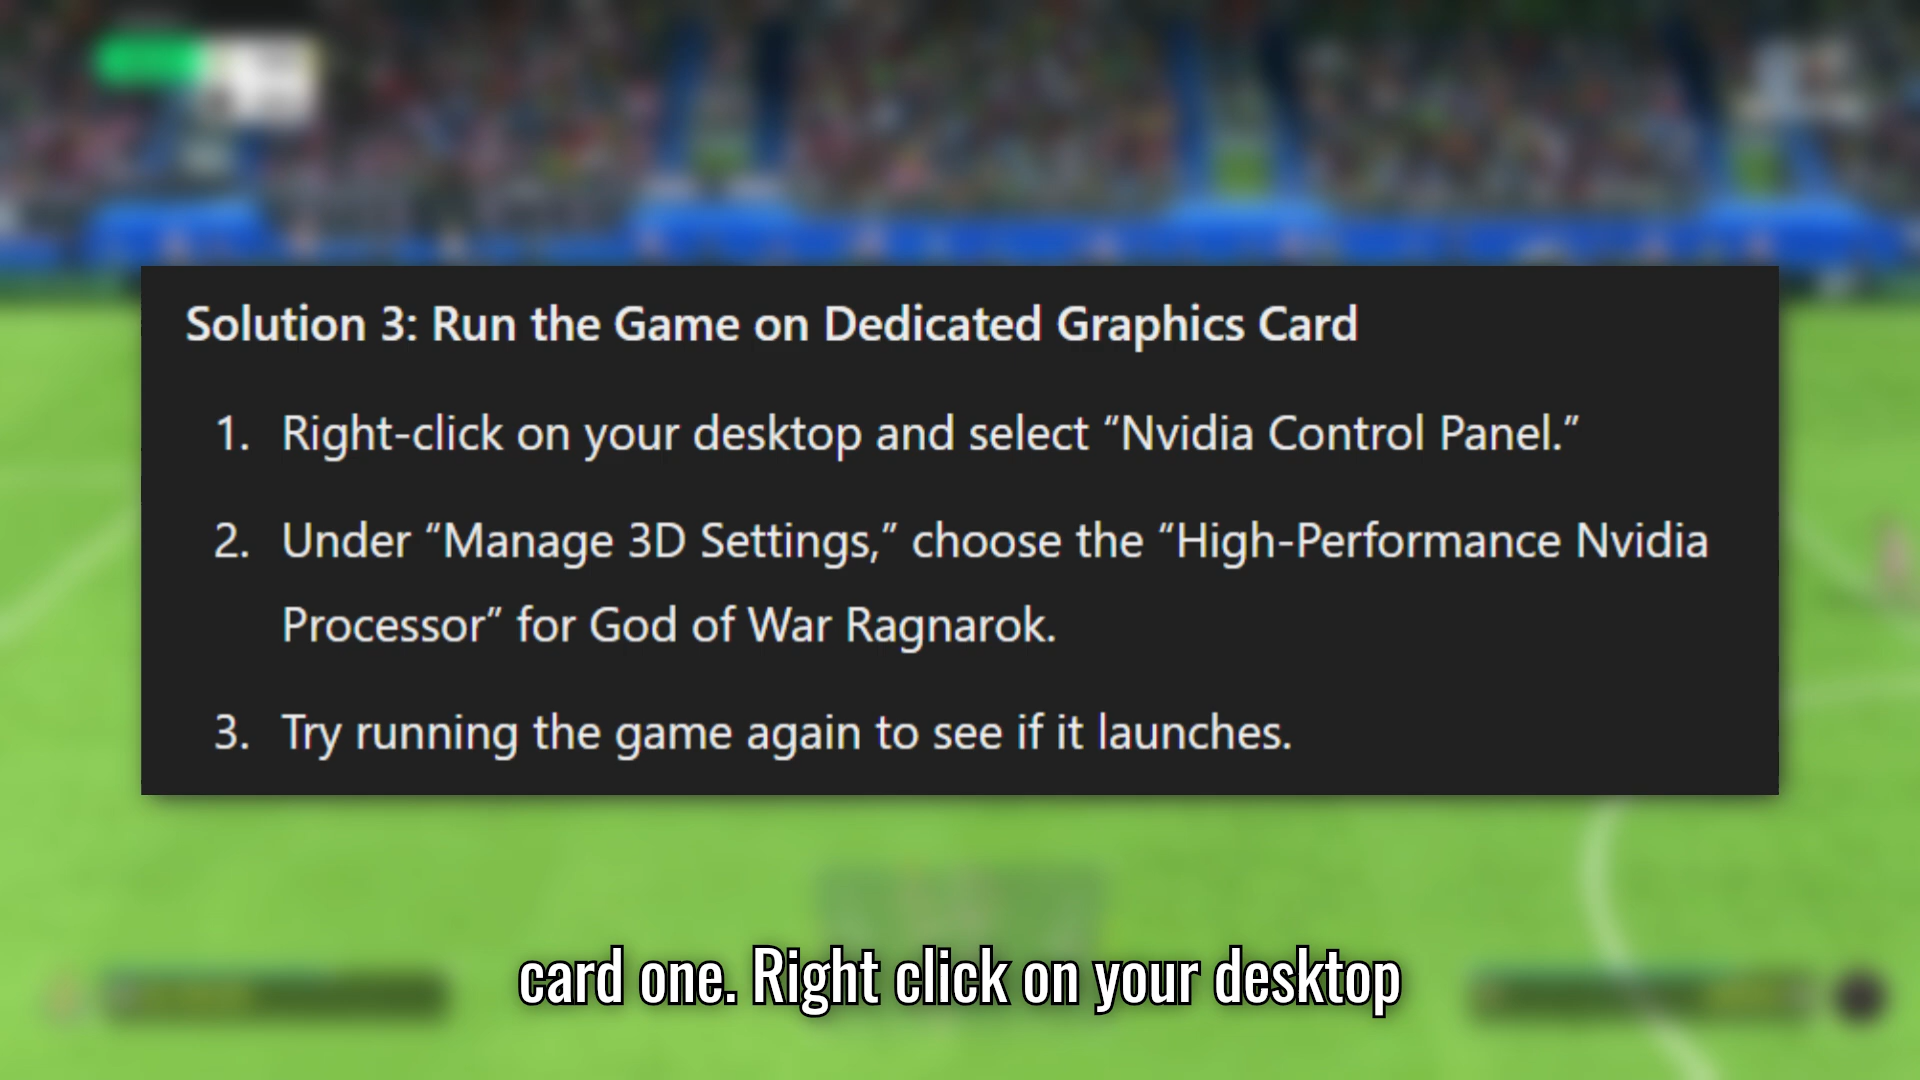 Solution 3: Run the Game on Dedicated Graphics Card
1. Right-click on your desktop and select “Nvidia Control Panel.”
2. Under “Manage 3D Settings,” choose the “High-Performance Nvidia
Processor” for God of War Ragnarok.
3. Try running the game again to see if it launches.
card one. Right click on your desktop